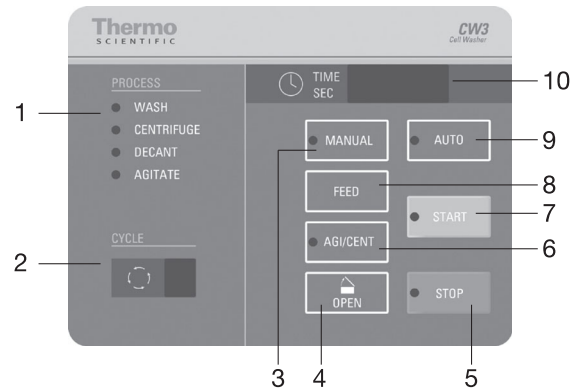 Thermo
SCIENTIFIC
CW3
Cell Washer
PROCESS
WASH
CENTRIFUGE
DECANT
AGITATE
CYCLE
TIME
SEC
MANUAL
AUTO
FEED
START
AGI/CENT
OPEN
STOP
1
2
3
4
5
6
7
8
9
10